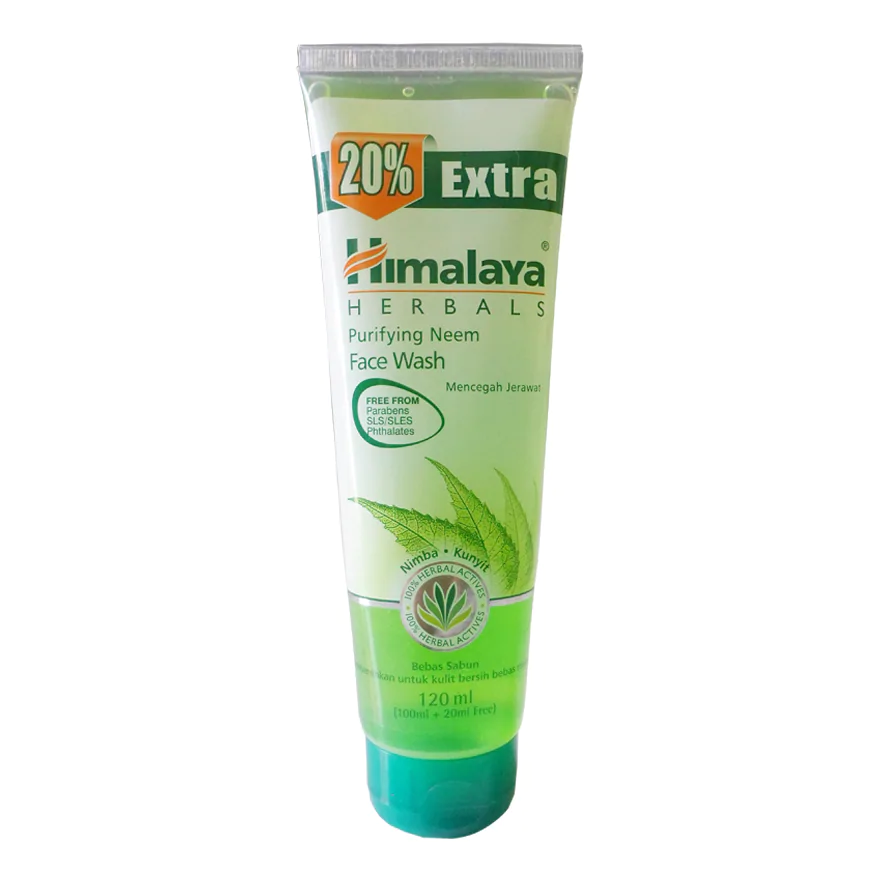 20% Extra
Himalaya®
HERBALS
Purifying Neem
Face Wash
Mencegah Jerawat
FREE FROM
Parabens
SLS/SLES
Phthalates
Nimba • Kunyit
100% HERBAL ACTIVES • 100% HERBAL ACTIVES •
Bebas Sabun
untuk kulit bersih bebas
120 ml
(100ml + 20ml Free)